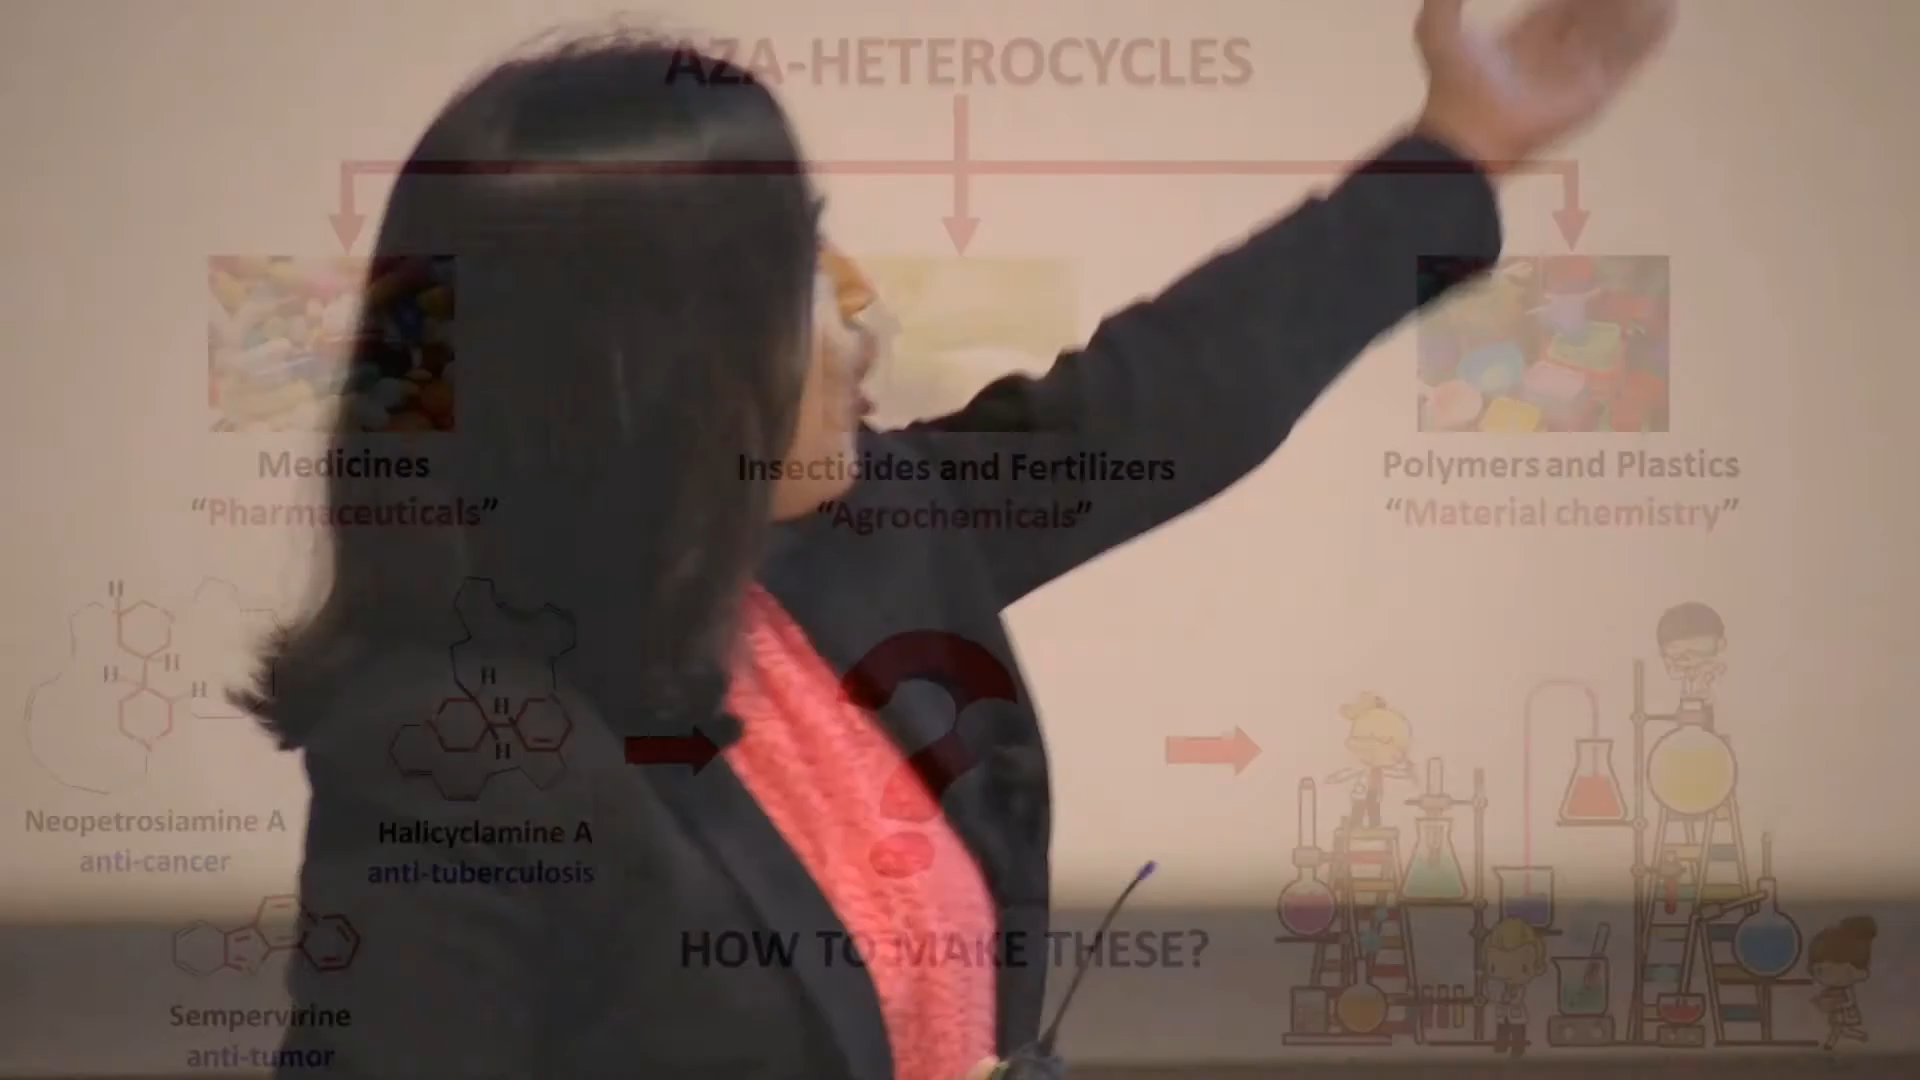 AZA-HETEROCYCLES
Medicines
“Pharmaceuticals”
Insecticides and Fertilizers
“Agrochemicals”
Polymers and Plastics
“Material chemistry”
H
H
H
H
H
H
H
Neopetrosiamine A
anti-cancer
Halicyclamine A
anti-tuberculosis
Sempervirine
anti-tumor
HOW TO MAKE THESE?